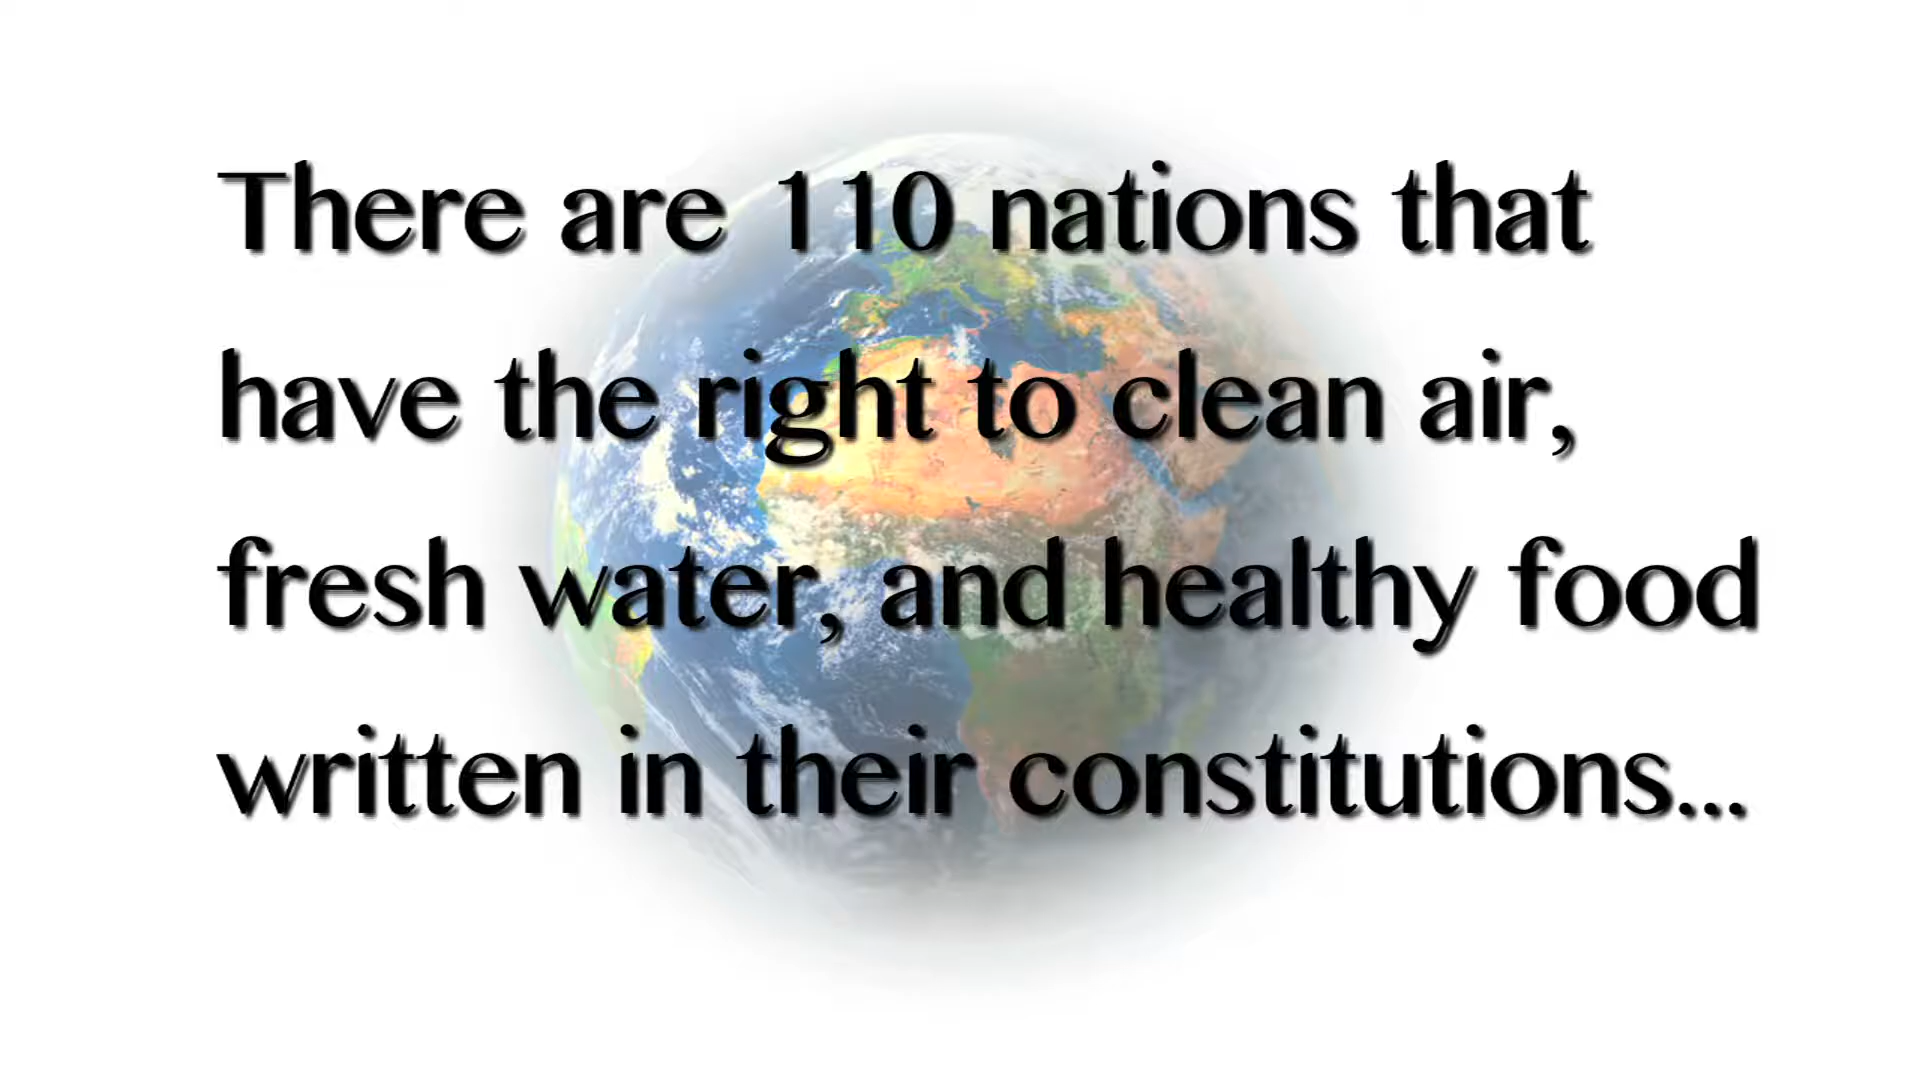 There are 110 nations that
have the right to clean air,
fresh water, and healthy food
written in their constitutions...